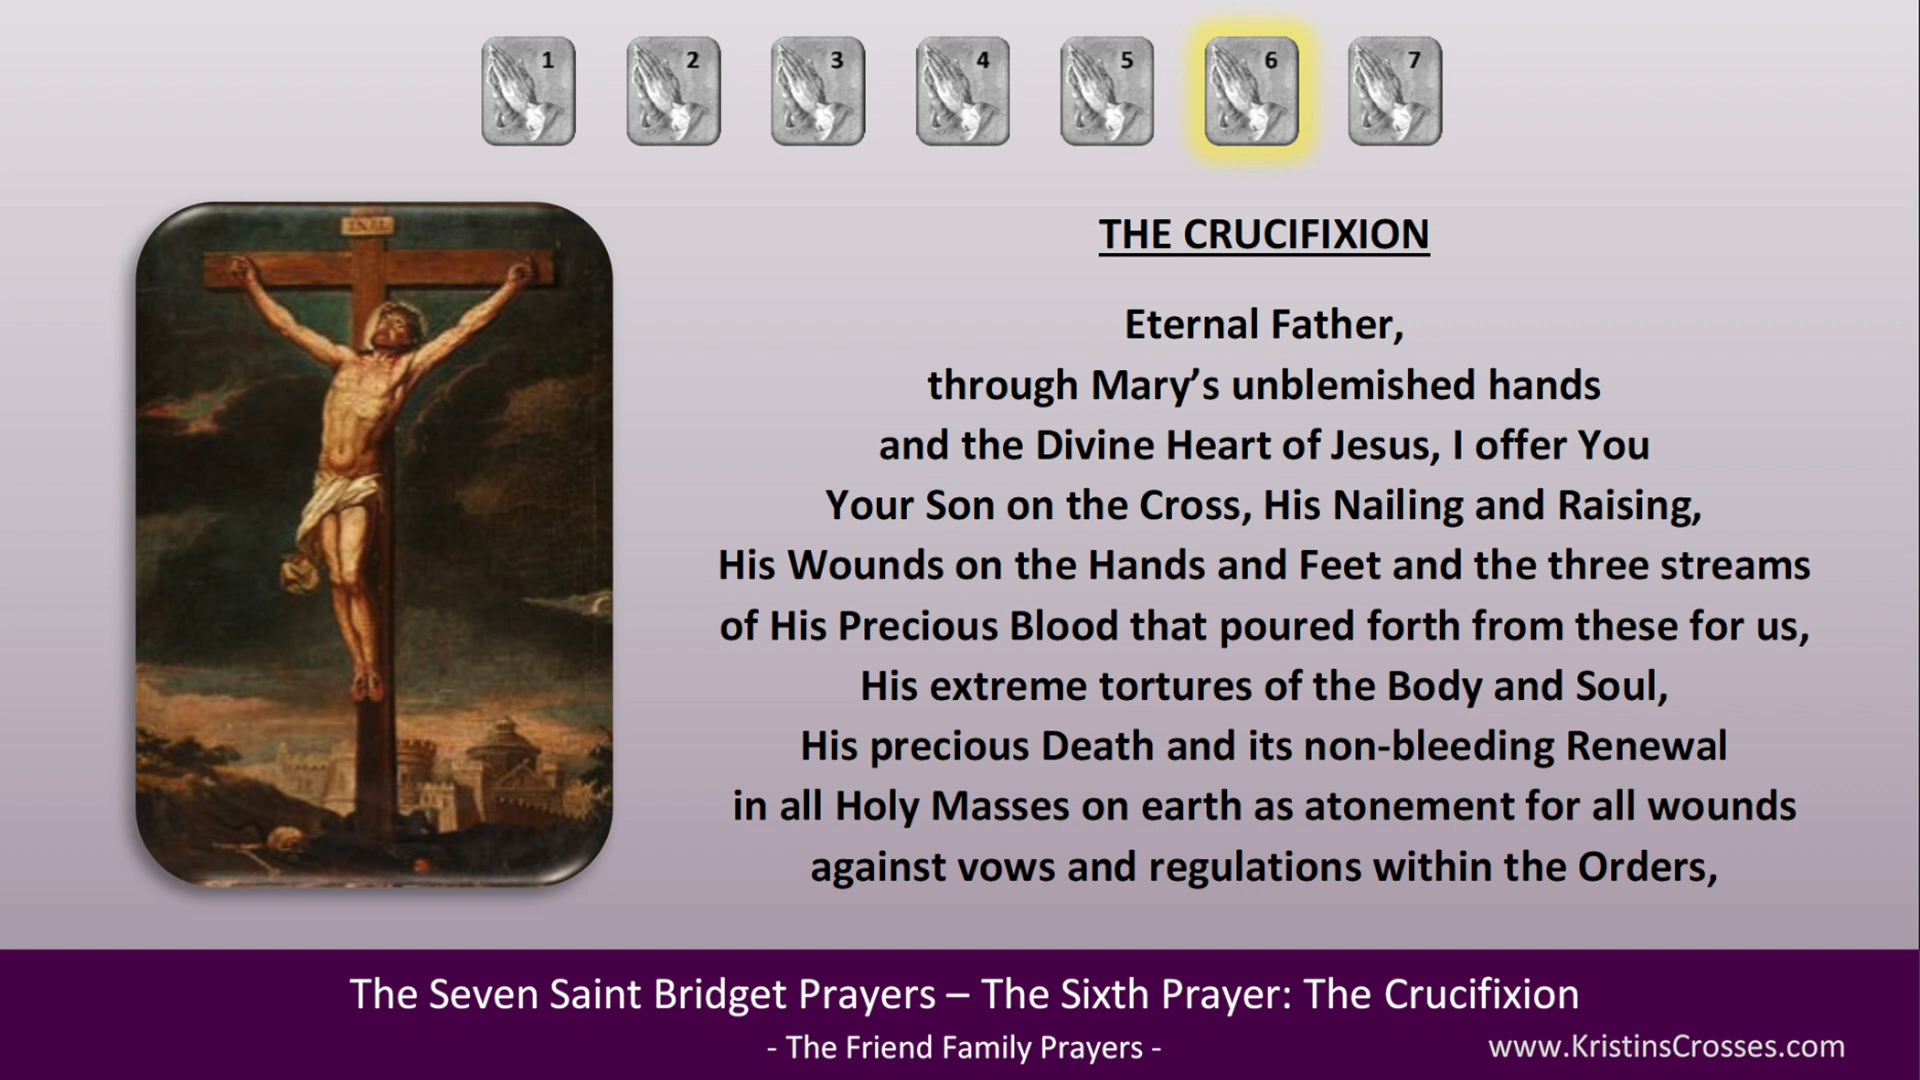 1 2 3 4 5 6 7
INRI
THE CRUCIFIXION
Eternal Father,
through Mary’s unblemished hands
and the Divine Heart of Jesus, I offer You
Your Son on the Cross, His Nailing and Raising,
His Wounds on the Hands and Feet and the three streams
of His Precious Blood that poured forth from these for us,
His extreme tortures of the Body and Soul,
His precious Death and its non-bleeding Renewal
in all Holy Masses on earth as atonement for all wounds
against vows and regulations within the Orders,
The Seven Saint Bridget Prayers – The Sixth Prayer: The Crucifixion
- The Friend Family Prayers -
www.KristinsCrosses.com